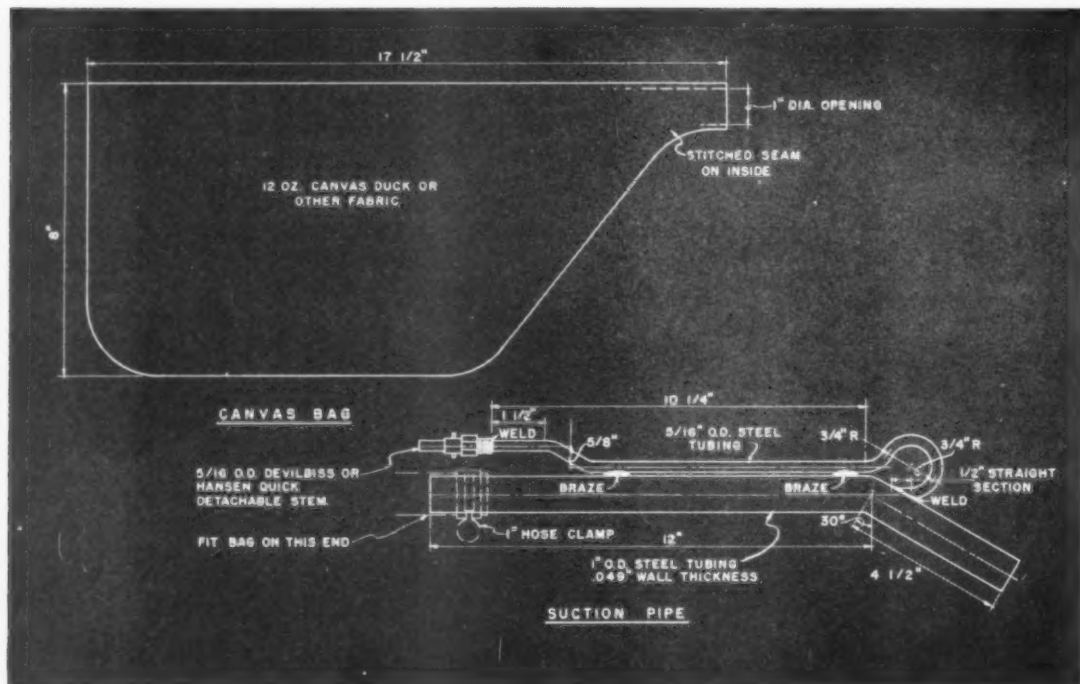 17 1/2"
1" DIA. OPENING
STITCHED SEAM
ON INSIDE
12 OZ. CANVAS DUCK OR
OTHER FABRIC
8"
CANVAS BAG
10 1/4"
1 1/2"
WELD
5/8"
5/16" O.D. STEEL
TUBING
3/4" R
3/4" R
5/16 O.D. DEVILBISS OR
HANSEN QUICK
DETACHABLE STEM.
BRAZE
BRAZE
1/2" STRAIGHT
SECTION
WELD
30°
FIT BAG ON THIS END
1" HOSE CLAMP
12"
1" O.D. STEEL TUBING
.049" WALL THICKNESS
4 1/2"
SUCTION PIPE